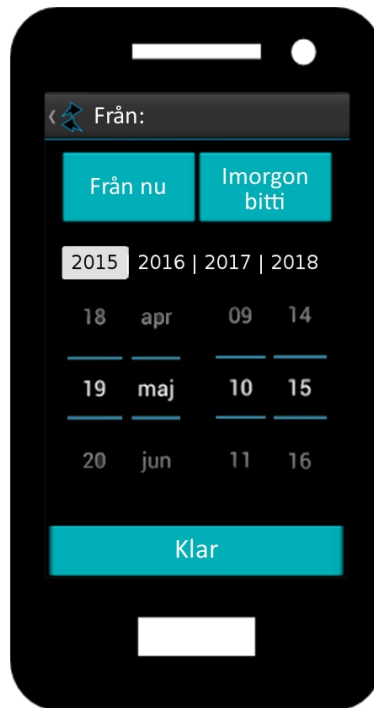 Från:
Från nu
Imorgon
bitti
2015 2016 | 2017 | 2018
18 apr 09 14
19 maj 10 15
20 jun 11 16
Klar